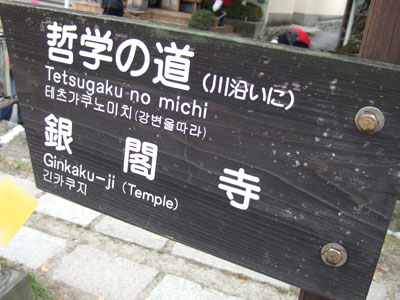 哲学の道 (川沿いに)
Tetsugaku no michi
테츠가쿠노미치(강변을따라)
銀閣寺
Ginkaku-ji (Temple)
긴카쿠지